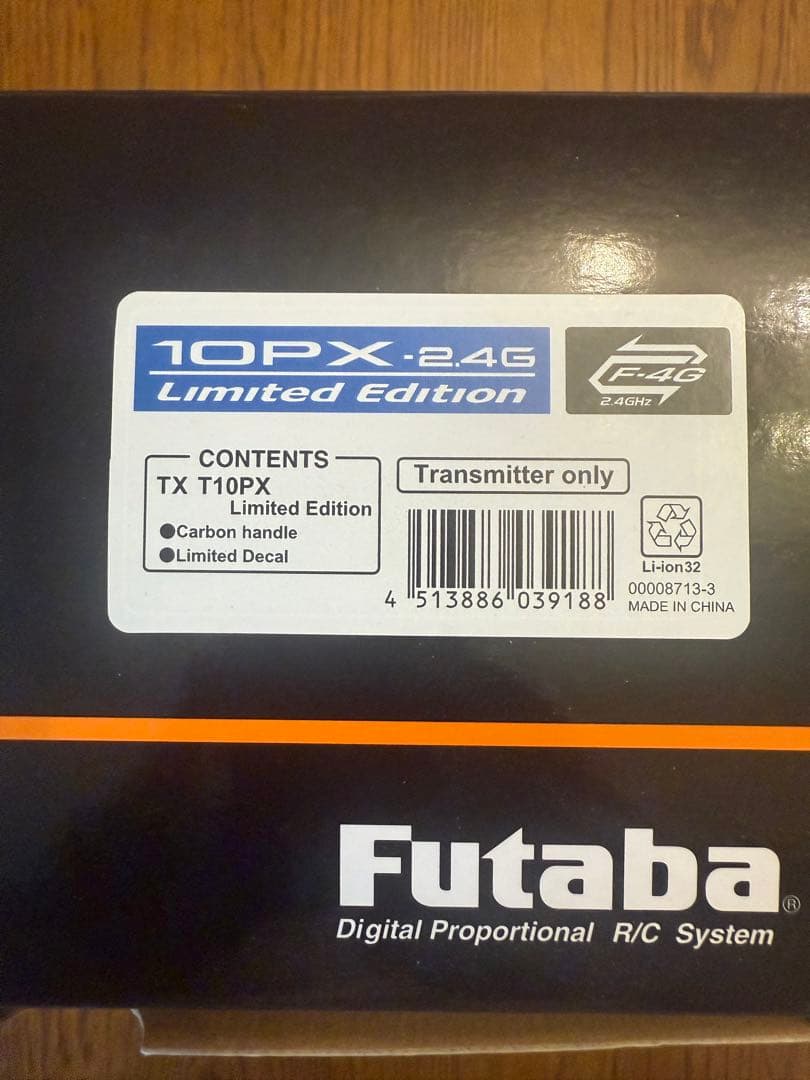 10PX-2.4G
Limited Edition
F-4G
2.4GHz
CONTENTS
TX T10PX
Limited Edition
●Carbon handle
●Limited Decal
Transmitter only
4 513886 039188
Li-ion32
00008713-3
MADE IN CHINA
Futaba®
Digital Proportional R/C System